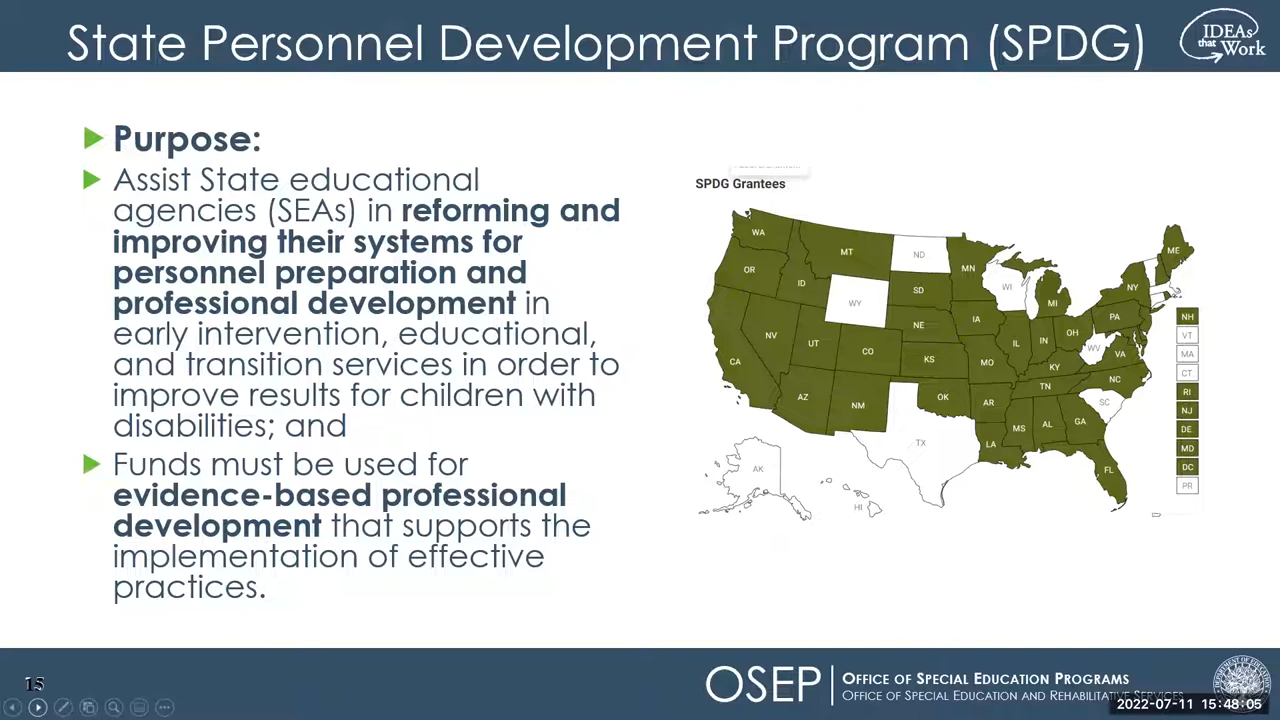 State Personnel Development Program (SPDG)
IDEAs
that
Work
Purpose:
Assist State educational
agencies (SEAs) in reforming and
improving their systems for
personnel preparation and
professional development in
early intervention, educational,
and transition services in order to
improve results for children with
disabilities; and
Funds must be used for
evidence-based professional
development that supports the
implementation of effective
practices.
SPDG Grantees
WA
MT
ND
MN
ME
OR
ID
SD
WI
MI
NY
WY
NH
NV
UT
NE
IA
PA
VT
CA
CO
KS
MO
IL
IN
OH
WV
VA
MA
KY
CT
AZ
NM
OK
AR
TN
NC
RI
TX
LA
MS
AL
GA
SC
NJ
DE
MD
AK
HI
FL
DC
PR
15
OSEP
OFFICE OF SPECIAL EDUCATION PROGRAMS
OFFICE OF SPECIAL EDUCATION AND REHABILITATIVE SERVICES
2022-07-11 15:48:05